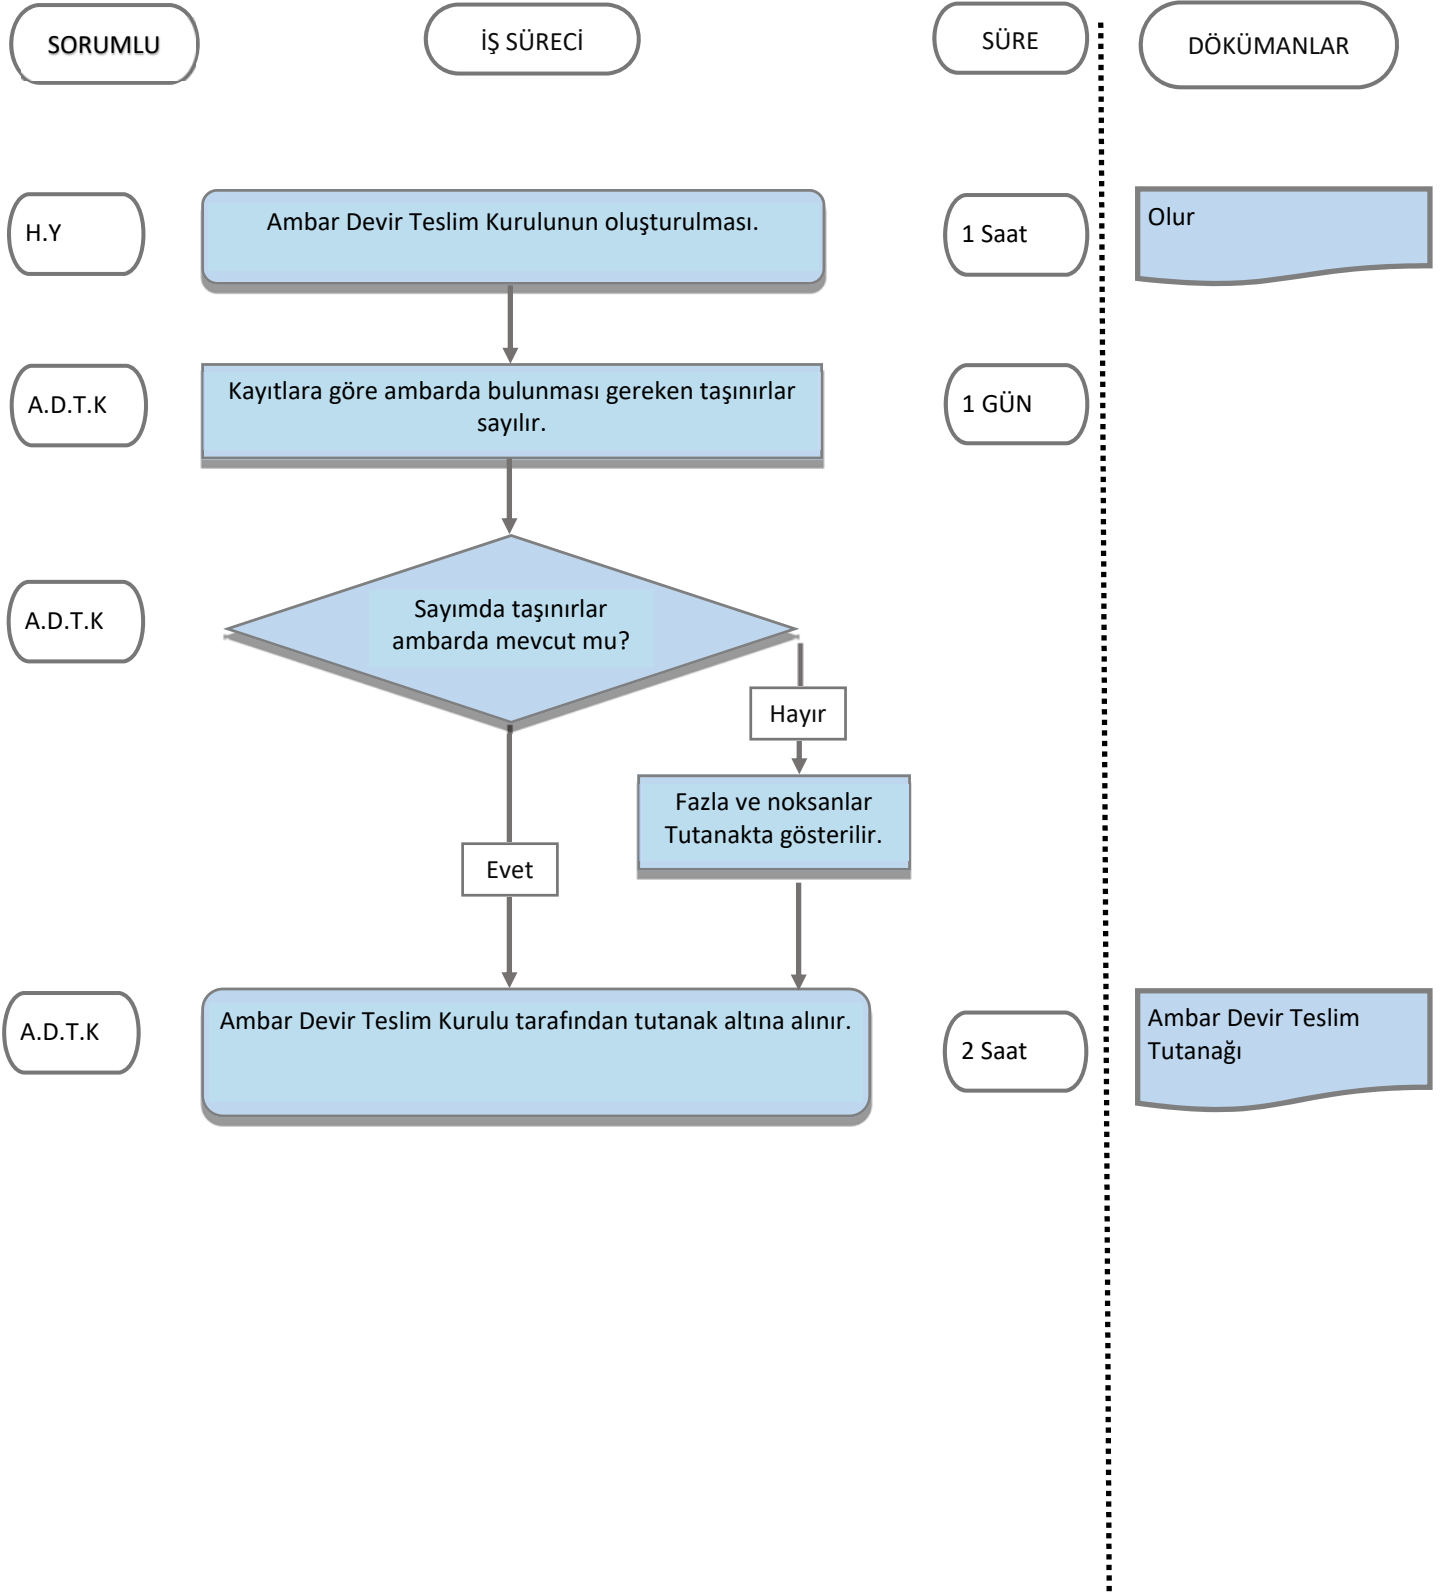 SORUMLU
İŞ SÜRECİ
SÜRE
DÖKÜMANLAR
H.Y
Ambar Devir Teslim Kurulunun oluşturulması.
1 Saat
Olur
A.D.T.K
Kayıtlara göre ambarda bulunması gereken taşınırlar
sayılır.
1 GÜN
A.D.T.K
Sayımda taşınırlar
ambarda mevcut mu?
Hayır
Fazla ve noksanlar
Tutanakta gösterilir.
Evet
A.D.T.K
Ambar Devir Teslim Kurulu tarafından tutanak altına alınır.
2 Saat
Ambar Devir Teslim
Tutanağı